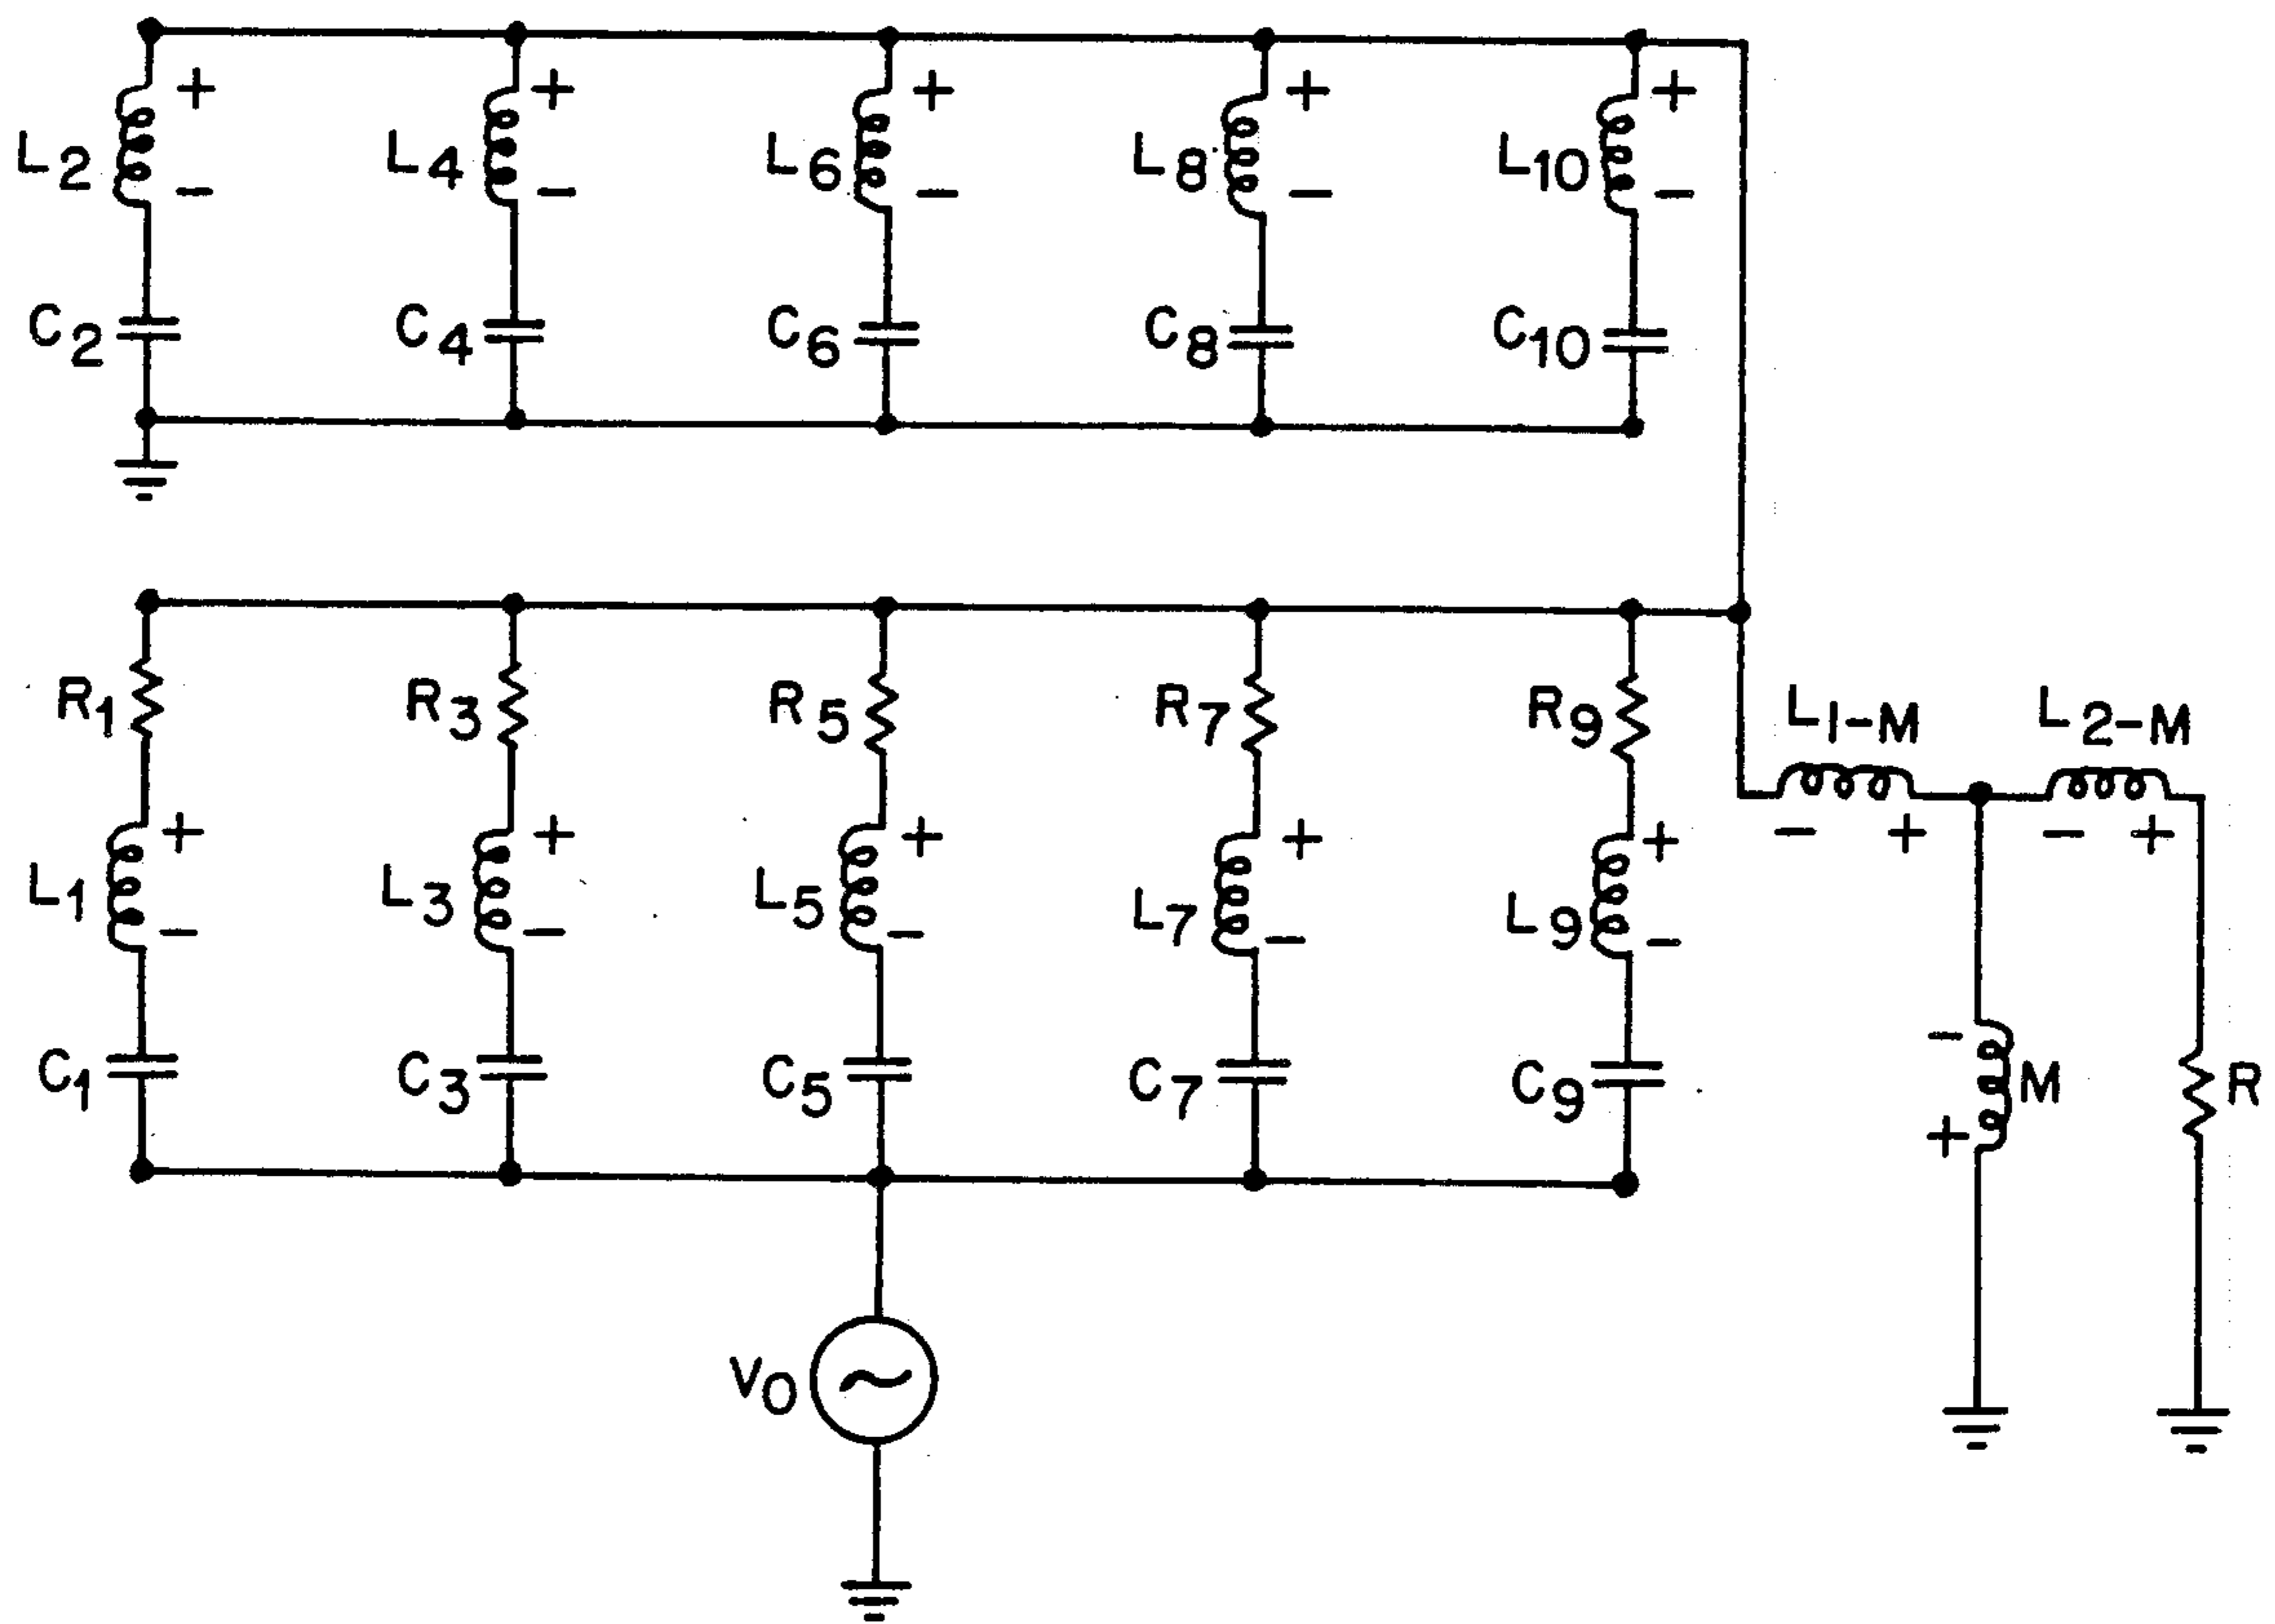 + + + + +
L2 L4 L6 L8 L10
− − − − −
C2 C4 C6 C8 C10
R1 R3 R5 R7 R9
L1-M L2-M
+ + + + + − + − +
L1 L3 L5 L7 L9
− − − − −
C1 C3 C5 C7 C9
−
M R
+
V0